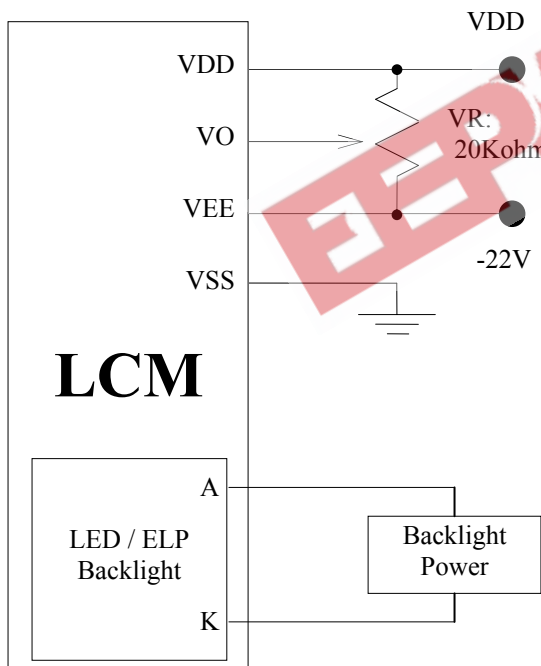 VDD
VDD
VR:
20Kohm
VO
VEE
-22V
VSS
LCM
A
LED / ELP
Backlight
Backlight
Power
K